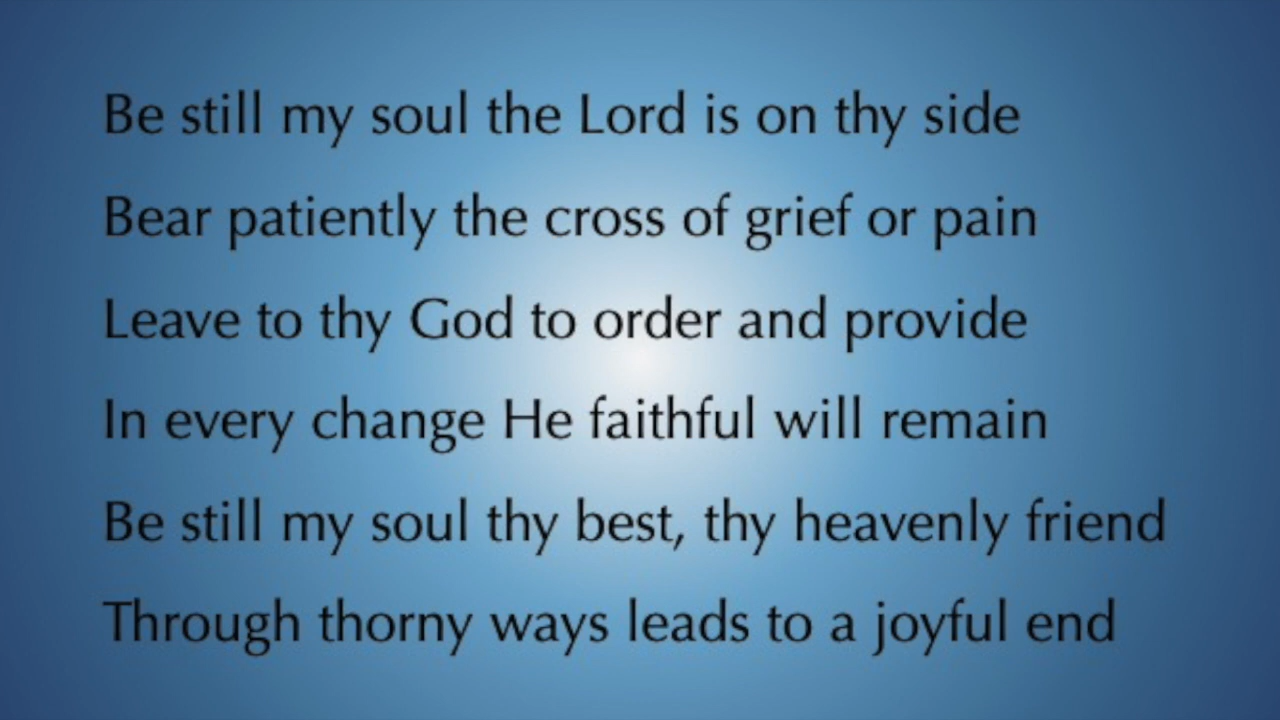 Be still my soul the Lord is on thy side
Bear patiently the cross of grief or pain
Leave to thy God to order and provide
In every change He faithful will remain
Be still my soul thy best, thy heavenly friend
Through thorny ways leads to a joyful end